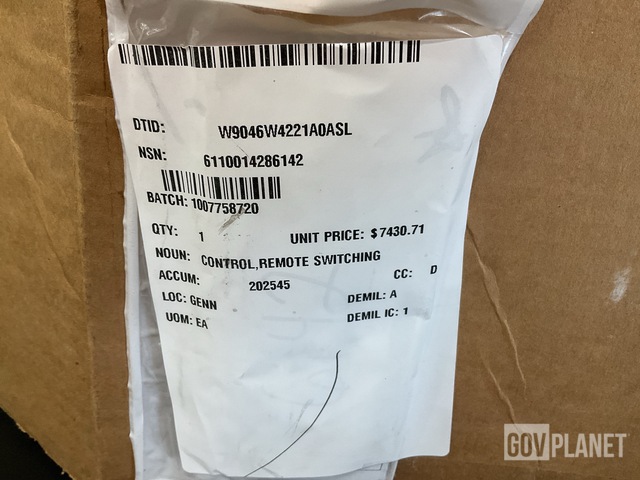 DTID: W9046W4221A0ASL
NSN: 6110014286142
BATCH: 1007758720
QTY: 1 UNIT PRICE: $7430.71
NOUN: CONTROL,REMOTE SWITCHING
ACCUM: 202545 CC: D
LOC: GENN DEMIL: A
UOM: EA DEMIL IC: 1
GOVPLANET